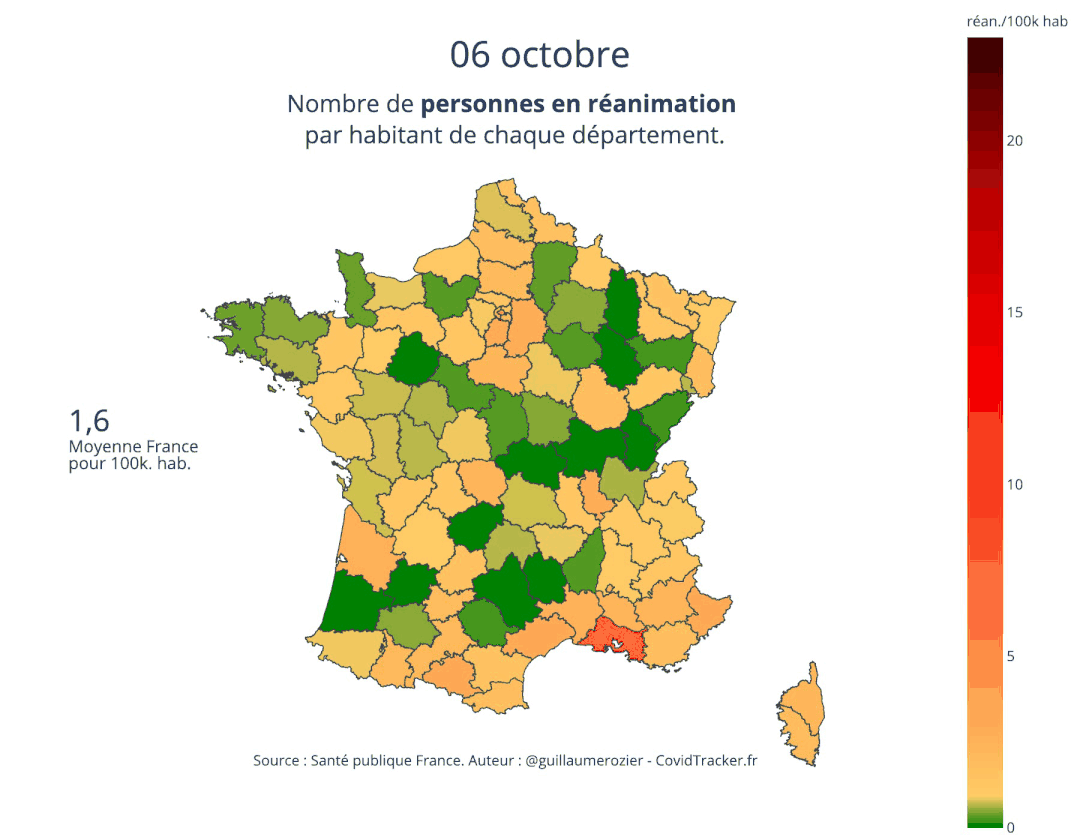 réan./100k hab
06 octobre
Nombre de personnes en réanimation
par habitant de chaque département.
20
15
1,6
Moyenne France
pour 100k. hab.
10
5
Source : Santé publique France. Auteur : @guillaumerozier - CovidTracker.fr
0